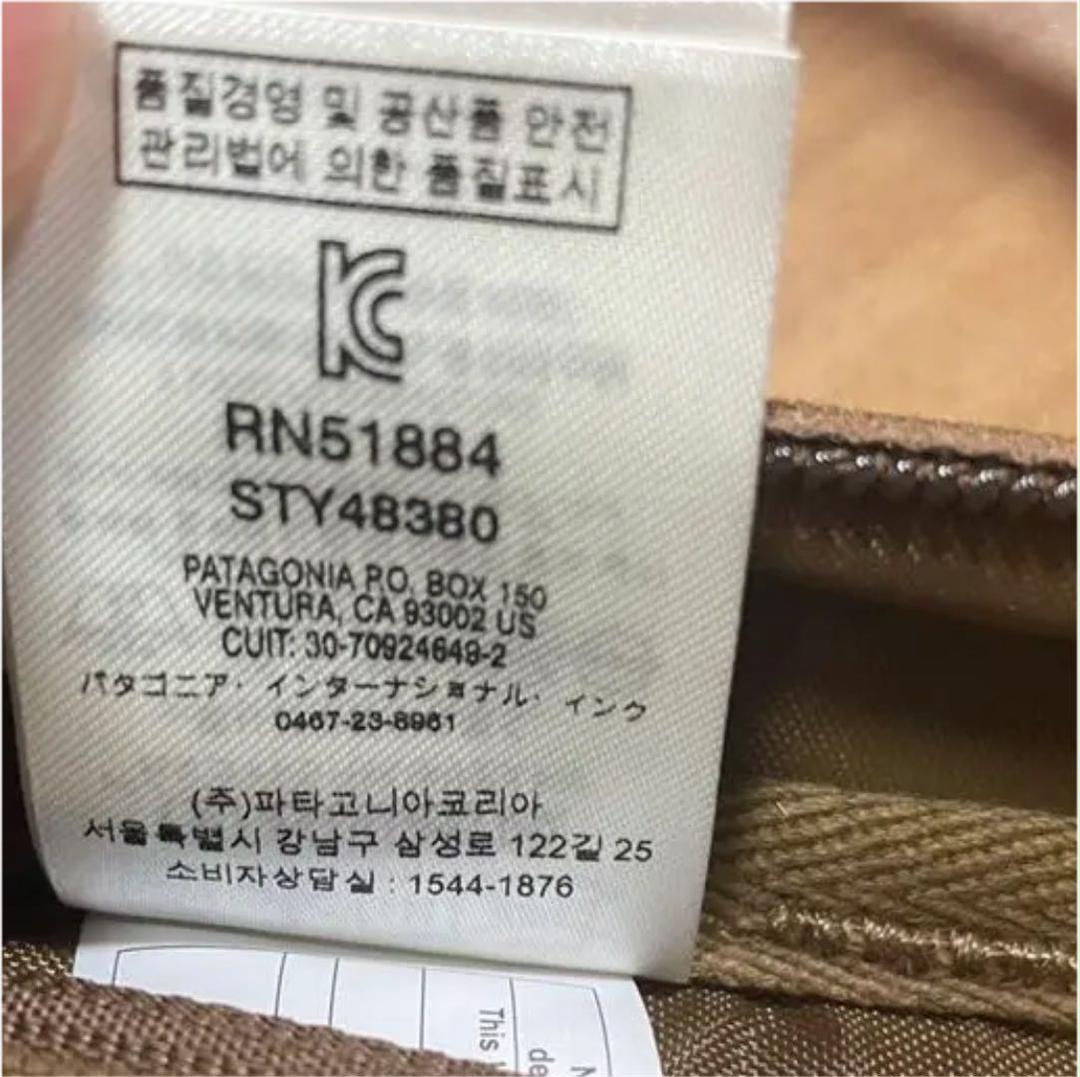 품질경영 및 공산품 안전
관리법에 의한 품질표시
KC
RN51884
STY48380
PATAGONIA P.O. BOX 150
VENTURA, CA 93002 US
CUIT: 30-70924649-2
パタゴニア・インターナショナル・インク
0467-23-8961
(주)파타고니아코리아
서울특별시 강남구 삼성로 122길 25
소비자상담실 : 1544-1876
This